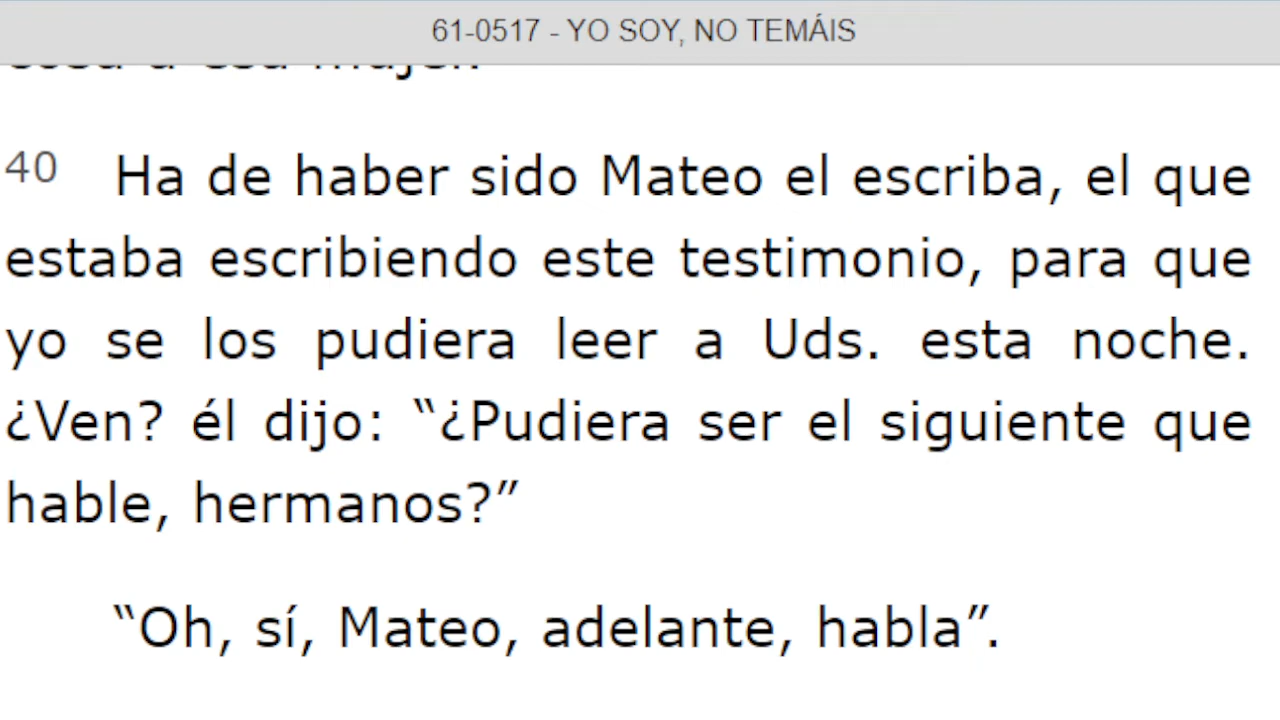 61-0517 - YO SOY, NO TEMÁIS
40 Ha de haber sido Mateo el escriba, el que
estaba escribiendo este testimonio, para que
yo se los pudiera leer a Uds. esta noche.
¿Ven? él dijo: “¿Pudiera ser el siguiente que
hable, hermanos?”
“Oh, sí, Mateo, adelante, habla”.